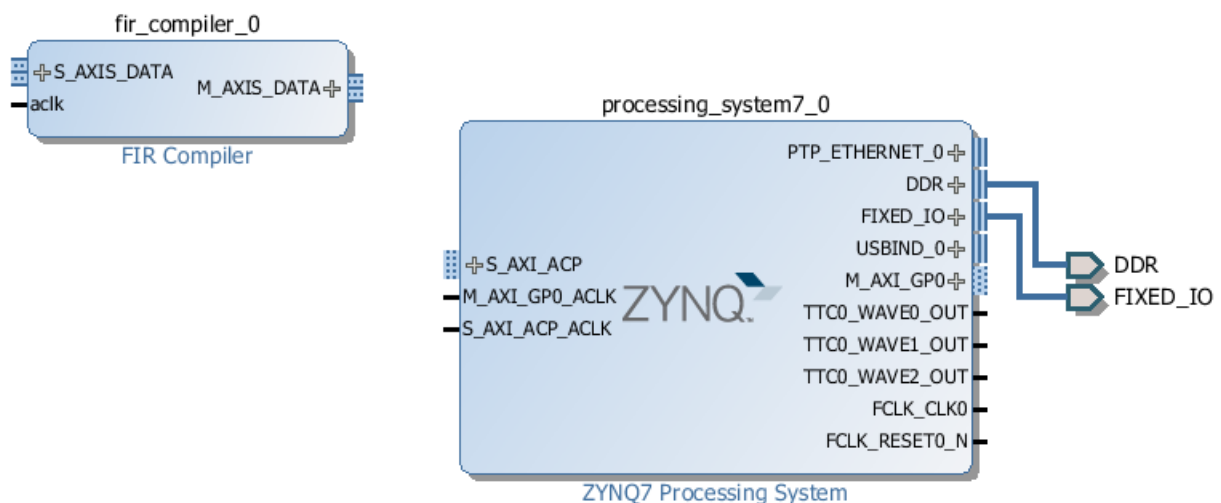 fir_compiler_0
S_AXIS_DATA
M_AXIS_DATA
aclk
FIR Compiler
processing_system7_0
PTP_ETHERNET_0
DDR
FIXED_IO
USBIND_0
S_AXI_ACP
M_AXI_GP0
M_AXI_GP0_ACLK
ZYNQ
TTC0_WAVE0_OUT
S_AXI_ACP_ACLK
TTC0_WAVE1_OUT
TTC0_WAVE2_OUT
FCLK_CLK0
FCLK_RESET0_N
ZYNQ7 Processing System
DDR
FIXED_IO